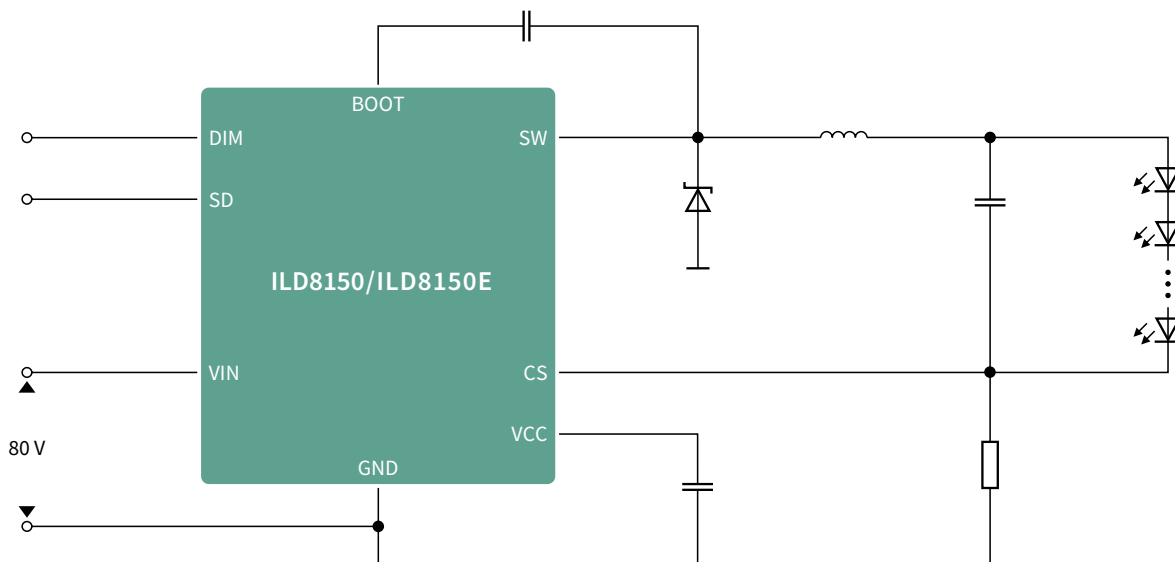 BOOT
DIM
SW
SD
ILD8150/ILD8150E
VIN
CS
VCC
80 V
GND